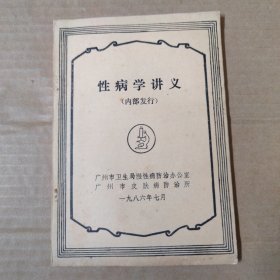 性病学讲义
(内部发行)
广州市卫生局慢性病防治办公室
广州市皮肤病防治所
一九八六年七月